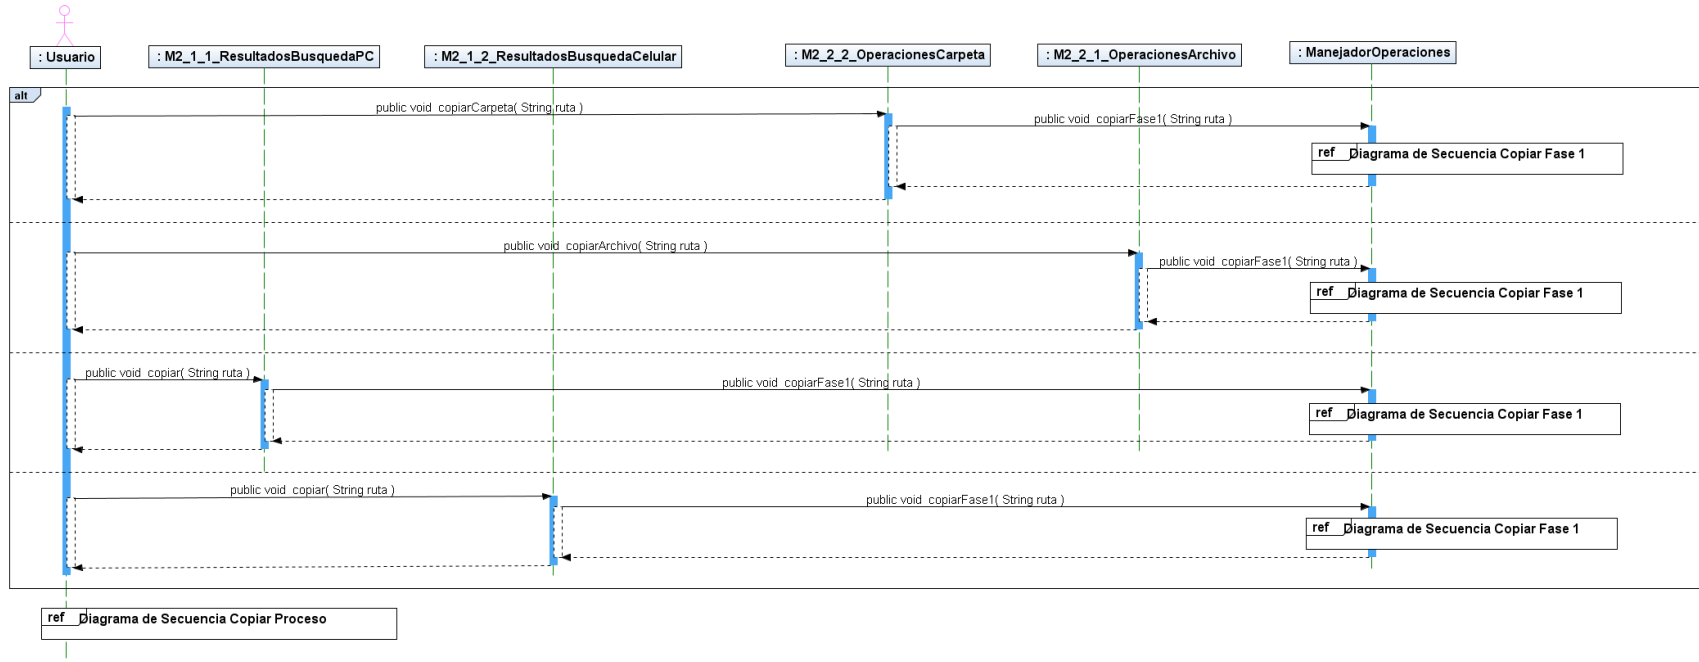 : Usuario
: M2_1_1_ResultadosBusquedaPC
: M2_1_2_ResultadosBusquedaCelular
: M2_2_2_OperacionesCarpeta
: M2_2_1_OperacionesArchivo
: ManejadorOperaciones
alt
public void copiarCarpeta( String ruta )
public void copiarFase1( String ruta )
ref Diagrama de Secuencia Copiar Fase 1
public void copiarArchivo( String ruta )
public void copiarFase1( String ruta )
ref Diagrama de Secuencia Copiar Fase 1
public void copiar( String ruta )
public void copiarFase1( String ruta )
ref Diagrama de Secuencia Copiar Fase 1
public void copiar( String ruta )
public void copiarFase1( String ruta )
ref Diagrama de Secuencia Copiar Fase 1
ref Diagrama de Secuencia Copiar Proceso